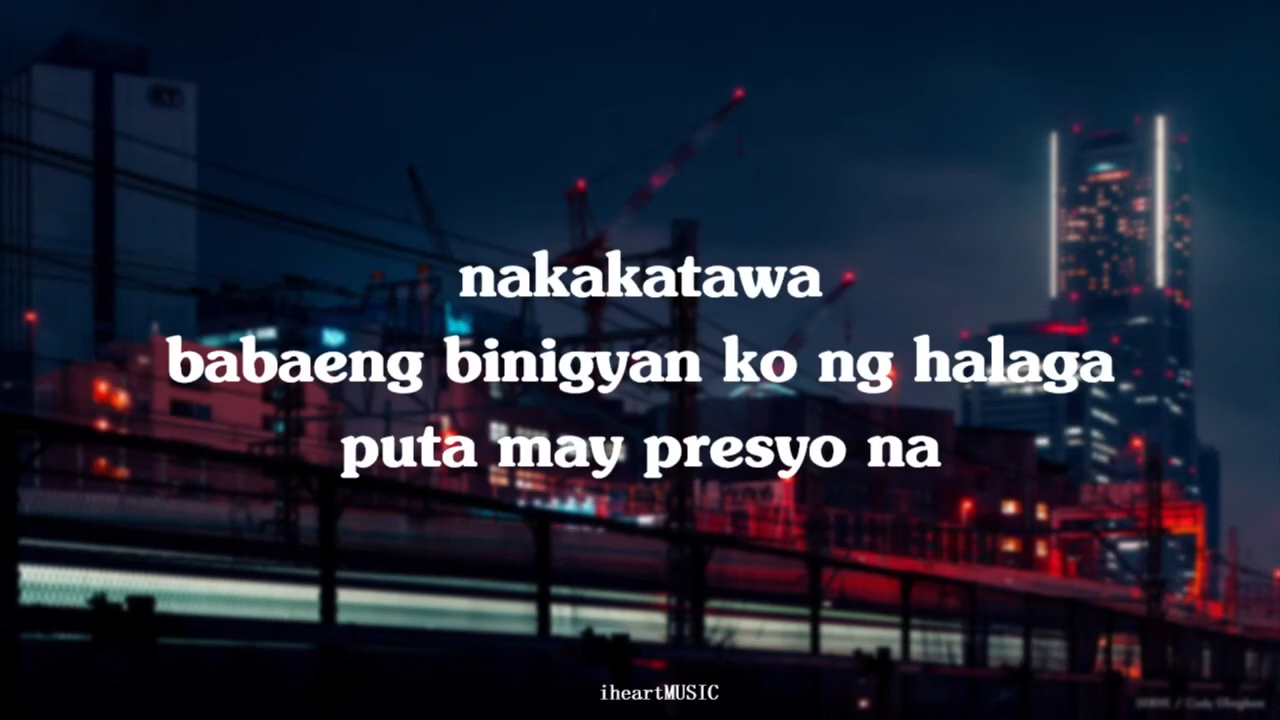 nakakatawa
babaeng binigyan ko ng halaga
puta may presyo na
iheartMUSIC